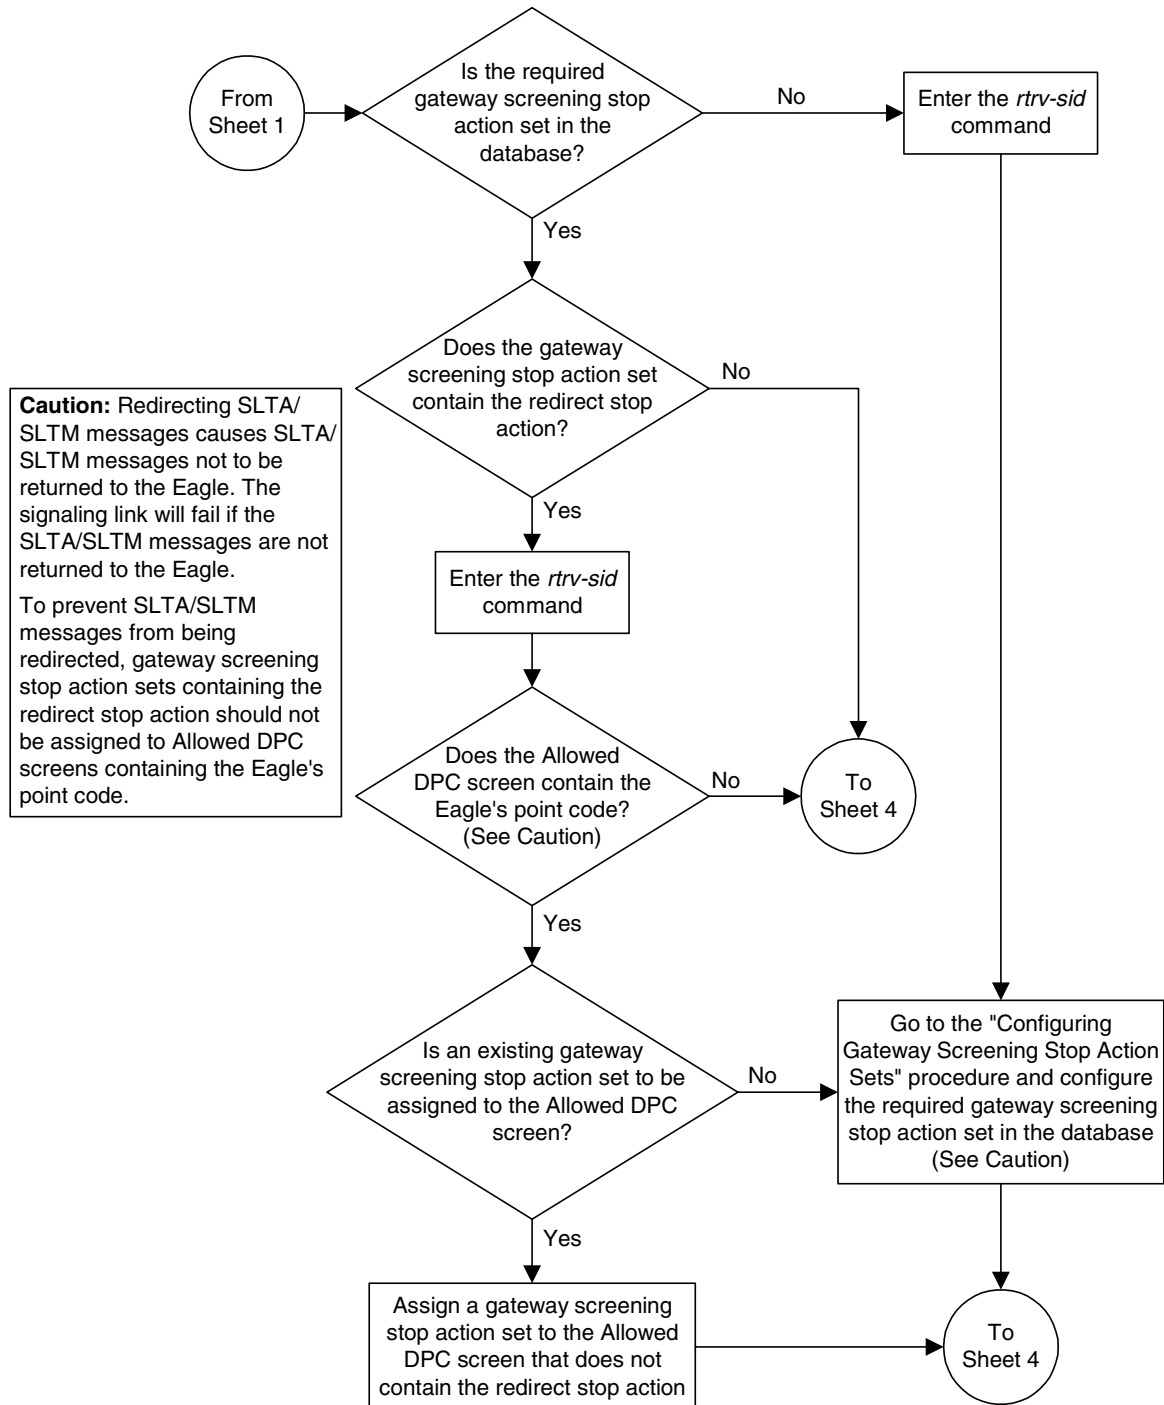 From
Sheet 1
Is the required
gateway screening stop
action set in the
database?
No
Enter the rtrv-sid
command
Yes
Does the gateway
screening stop action set
contain the redirect stop
action?
No
Caution: Redirecting SLTA/
SLTM messages causes SLTA/
SLTM messages not to be
returned to the Eagle. The
signaling link will fail if the
SLTA/SLTM messages are not
returned to the Eagle.
To prevent SLTA/SLTM
messages from being
redirected, gateway screening
stop action sets containing the
redirect stop action should not
be assigned to Allowed DPC
screens containing the Eagle's
point code.
Yes
Enter the rtrv-sid
command
Does the Allowed
DPC screen contain the
Eagle's point code?
(See Caution)
No
To
Sheet 4
Yes
Is an existing gateway
screening stop action set to be
assigned to the Allowed DPC
screen?
No
Go to the "Configuring
Gateway Screening Stop Action
Sets" procedure and configure
the required gateway screening
stop action set in the database
(See Caution)
Yes
Assign a gateway screening
stop action set to the Allowed
DPC screen that does not
contain the redirect stop action
To
Sheet 4